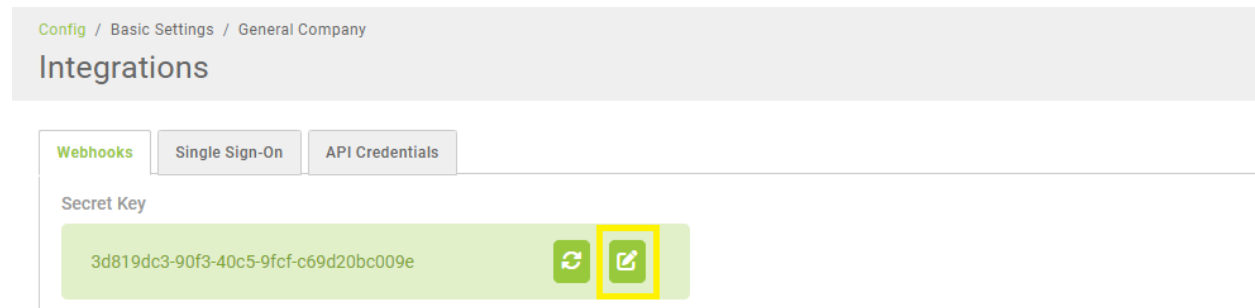 Config / Basic Settings / General Company
Integrations
Webhooks
Single Sign-On
API Credentials
Secret Key
3d819dc3-90f3-40c5-9fcf-c69d20bc009e